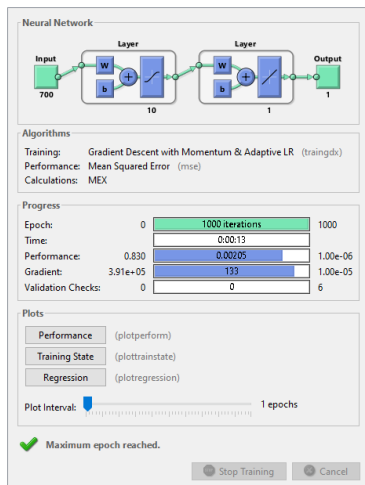 Neural Network
Layer Layer
Input Output
W W
b b
700 1
10 1
Algorithms
Training: Gradient Descent with Momentum & Adaptive LR (traingdx)
Performance: Mean Squared Error (mse)
Calculations: MEX
Progress
Epoch: 0 1000 iterations 1000
Time: 0:00:13
Performance: 0.830 0.00205 1.00e-06
Gradient: 3.91e+05 133 1.00e-05
Validation Checks: 0 0 6
Plots
Performance (plotperform)
Training State (plottrainstate)
Regression (plotregression)
Plot Interval: 1 epochs
Maximum epoch reached.
Stop Training Cancel